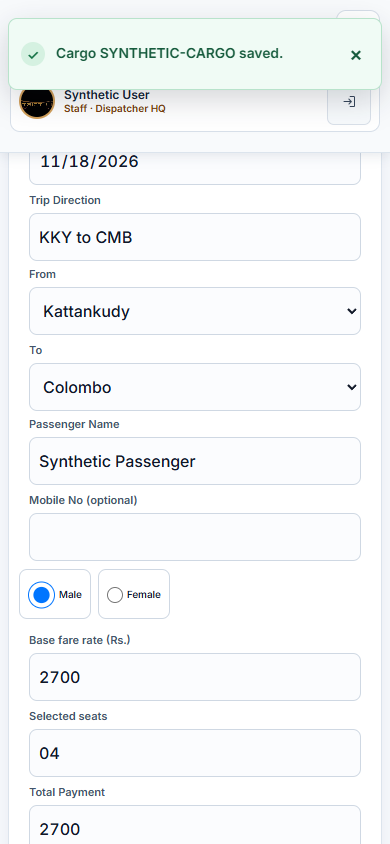 Cargo SYNTHETIC-CARGO saved.
Synthetic User
Staff · Dispatcher HQ
11/18/2026
Trip Direction
KKY to CMB
From
Kattankudy
To
Colombo
Passenger Name
Synthetic Passenger
Mobile No (optional)
Male
Female
Base fare rate (Rs.)
2700
Selected seats
04
Total Payment
2700